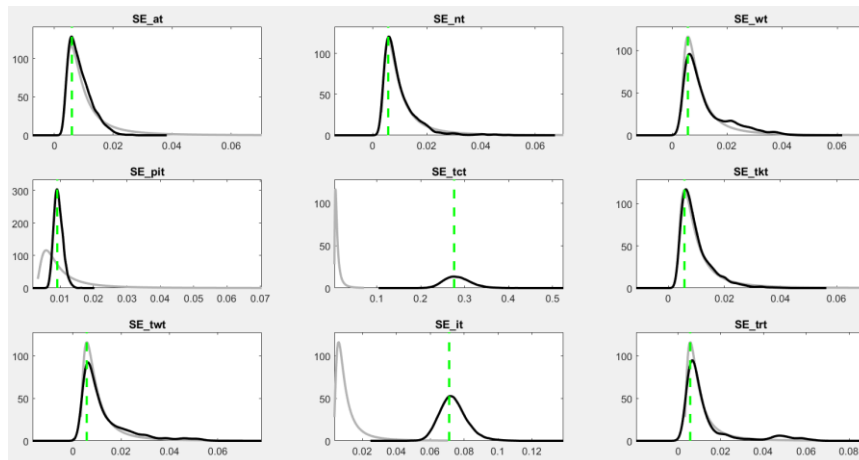 SE_at SE_nt SE_wt
100 100 100
50 50 50
0 0 0
0 0.02 0.04 0.06 0 0.02 0.04 0.06 0 0.02 0.04 0.06
SE_pit SE_tct SE_tkt
300
200 100 100
100 50 50
0 0 0
0.01 0.02 0.03 0.04 0.05 0.06 0.07 0.1 0.2 0.3 0.4 0.5 0 0.02 0.04 0.06
SE_twt SE_it SE_trt
100 100 100
50 50 50
0 0 0
0 0.02 0.04 0.06 0.02 0.04 0.06 0.08 0.1 0.12 0 0.02 0.04 0.06